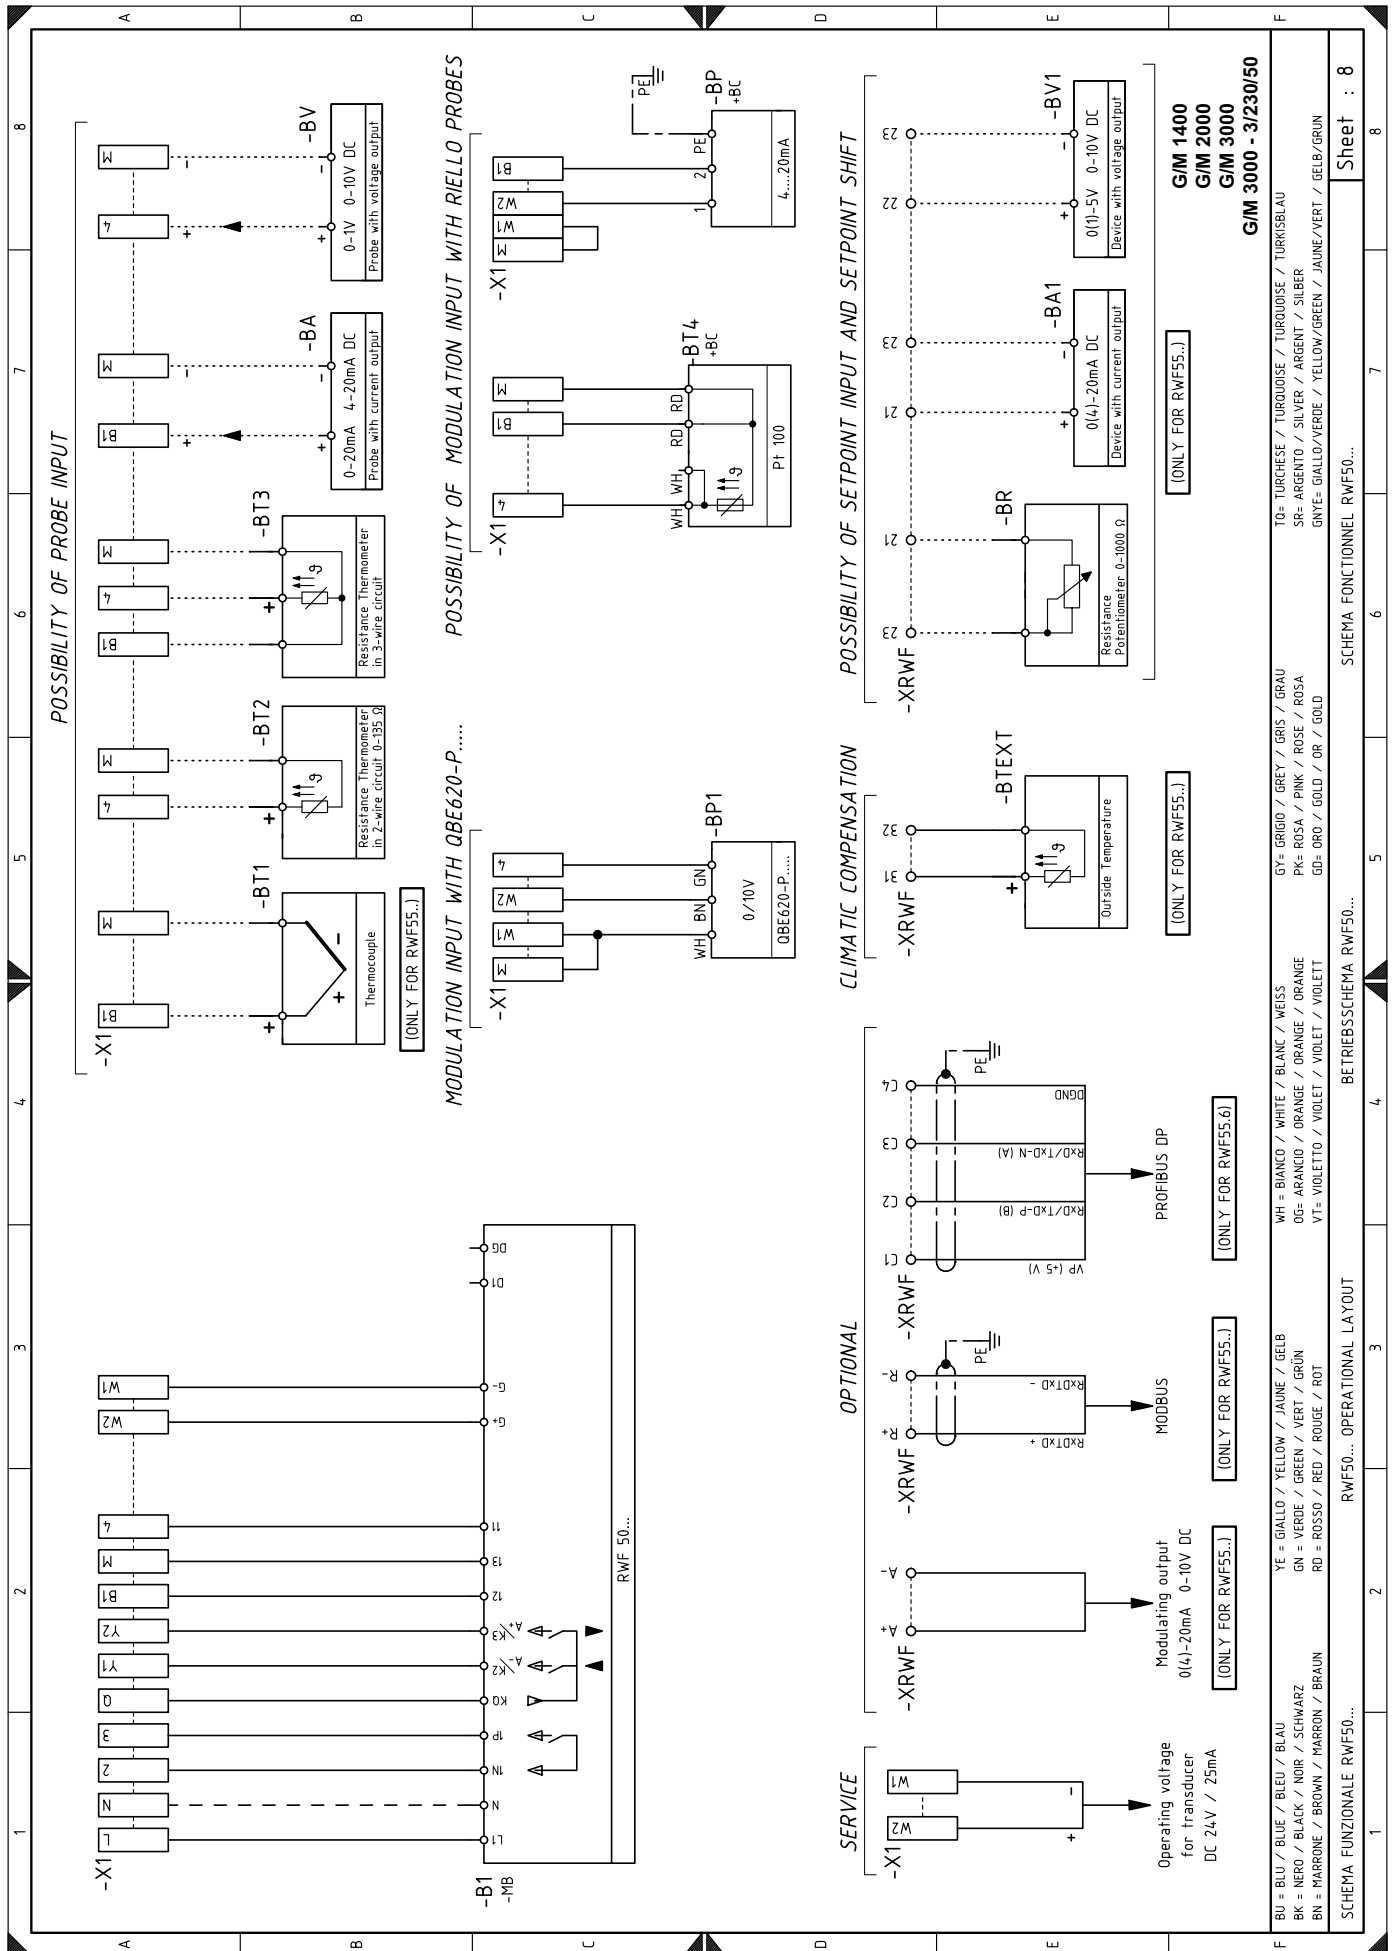 1 2 3 4 5 6 7 8
A
B
C
D
E
F
-X1
L N 2 3 Q Y1 Y2 B1 M 4 W2 W1
-B1
-MB
L1 N 1N 1P KQ K2/A- K3/A+ 12 13 11 G+ G- D1 DG
RWF 50...
POSSIBILITY OF PROBE INPUT
-X1
B1 M 4 M B1 4 M B1 M 4 M
+ - + -
-BT1
+
+ -
Thermocouple
(ONLY FOR RWF55..)
-BT2
+
ϑ
Resistance Thermometer
in 2-wire circuit 0-135 Ω
-BT3
+
ϑ
Resistance Thermometer
in 3-wire circuit
-BA
+ -
0-20mA 4-20mA DC
Probe with current output
-BV
+ -
0-1V 0-10V DC
Probe with voltage output
MODULATION INPUT WITH QBE620-P.....
-X1
M W1 W2 4
WH BN GN
-BP1
0/10V
QBE620-P.....
POSSIBILITY OF MODULATION INPUT WITH RIELLO PROBES
-X1
4 B1 M
WH WH RD RD
-BT4
+BC
ϑ
Pt 100
-X1
M W1 W2 B1
PE
1 2 PE
-BP
+BC
4....20mA
SERVICE
-X1
W2 W1
+ -
Operating voltage
for transducer
DC 24V / 25mA
OPTIONAL
-XRWF
A+ A-
Modulating output
0(4)-20mA 0-10V DC
(ONLY FOR RWF55..)
-XRWF
R+ R-
PE
RxDTxD +
RxDTxD -
MODBUS
(ONLY FOR RWF55..)
-XRWF
C1 C2 C3 C4
PE
VP (+5 V)
RxD/TxD-P (B)
RxD/TxD-N (A)
DGND
PROFIBUS DP
(ONLY FOR RWF55.6)
CLIMATIC COMPENSATION
-XRWF
31 32
-BTEXT
+
ϑ
Outside Temperature
(ONLY FOR RWF55..)
POSSIBILITY OF SETPOINT INPUT AND SETPOINT SHIFT
-XRWF
23 21 21 23 22 23
-BR
Resistance
Potentiometer 0-1000 Ω
-BA1
+ -
0(4)-20mA DC
Device with current output
-BV1
+ -
0(1)-5V 0-10V DC
Device with voltage output
(ONLY FOR RWF55..)
G/M 1400
G/M 2000
G/M 3000
G/M 3000 - 3/230/50
BU = BLU / BLUE / BLEU / BLAU
BK = NERO / BLACK / NOIR / SCHWARZ
BN = MARRONE / BROWN / MARRON / BRAUN
YE = GIALLO / YELLOW / JAUNE / GELB
GN = VERDE / GREEN / VERT / GRÜN
RD = ROSSO / RED / ROUGE / ROT
WH = BIANCO / WHITE / BLANC / WEISS
OG= ARANCIO / ORANGE / ORANGE / ORANGE
VT= VIOLETTO / VIOLET / VIOLET / VIOLETT
GY= GRIGIO / GREY / GRIS / GRAU
PK= ROSA / PINK / ROSE / ROSA
GD= ORO / GOLD / OR / GOLD
TQ= TURCHESE / TURQUOISE / TURQUOISE / TURKISBLAU
SR= ARGENTO / SILVER / ARGENT / SILBER
GNYE= GIALLO/VERDE / YELLOW/GREEN / JAUNE/VERT / GELB/GRUN
SCHEMA FUNZIONALE RWF50...
RWF50... OPERATIONAL LAYOUT
BETRIEBSSCHEMA RWF50...
SCHEMA FONCTIONNEL RWF50...
Sheet : 8
1 2 3 4 5 6 7 8
A
B
C
D
E
F